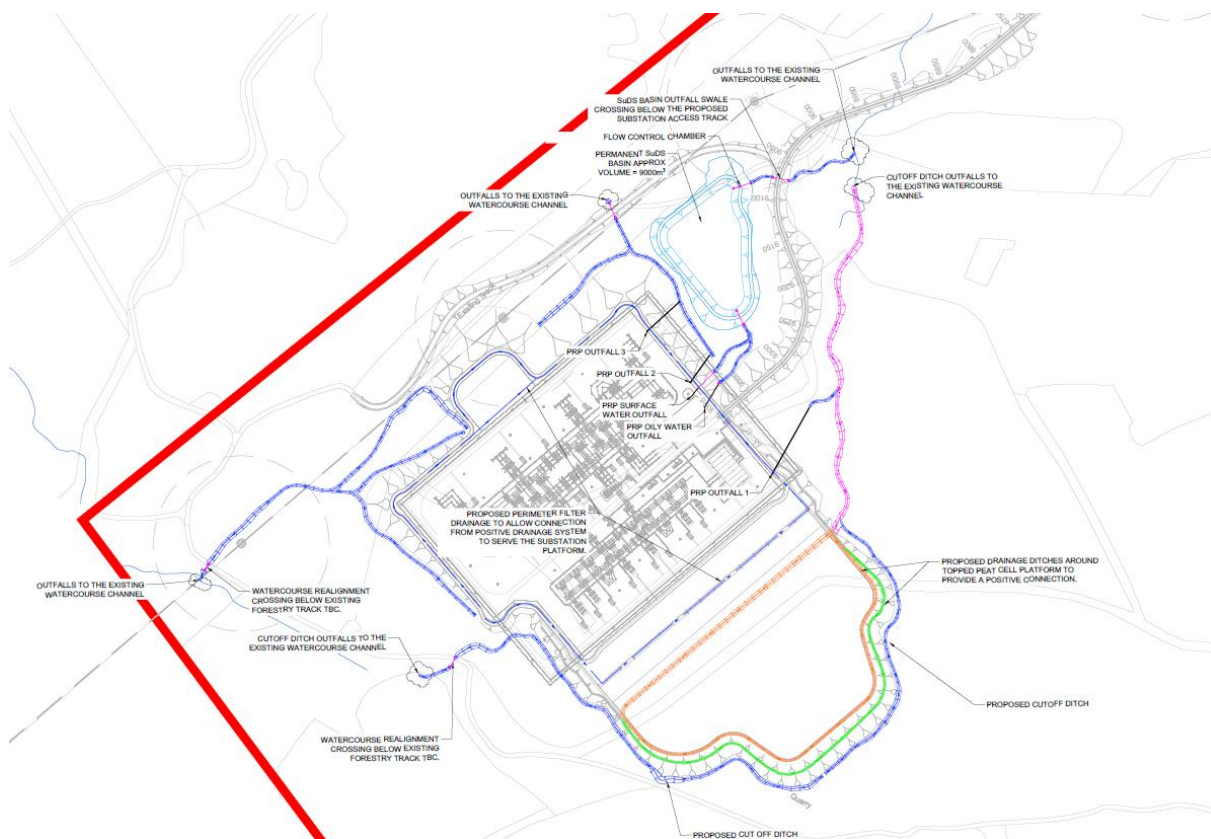 OUTFALLS TO THE EXISTING
WATERCOURSE CHANNEL
SuDS BASIN OUTFALL SWALE
CROSSING BELOW THE PROPOSED
SUBSTATION ACCESS TRACK
FLOW CONTROL CHAMBER
PERMANENT SuDS
BASIN APPROX
VOLUME = 9000m³
CUTOFF DITCH OUTFALLS TO
THE EXISTING WATERCOURSE
CHANNEL
OUTFALLS TO THE EXISTING
WATERCOURSE CHANNEL
Existing Track
9100
9150
PRP OUTFALL 3
PRP OUTFALL 2
PRP SURFACE
WATER OUTFALL
PRP OILY WATER
OUTFALL
PRP OUTFALL 1
PROPOSED PERIMETER FILTER
DRAINAGE TO ALLOW CONNECTION
FROM POSITIVE DRAINAGE SYSTEM
TO SERVE THE SUBSTATION
PLATFORM.
PROPOSED DRAINAGE DITCHES AROUND
TOPPED PEAT CELL PLATFORM TO
PROVIDE A POSITIVE CONNECTION.
OUTFALLS TO THE EXISTING
WATERCOURSE CHANNEL
WATERCOURSE REALIGNMENT
CROSSING BELOW EXISTING
FORESTRY TRACK TBC.
CUTOFF DITCH OUTFALLS TO THE
EXISTING WATERCOURSE CHANNEL
PROPOSED CUTOFF DITCH
WATERCOURSE REALIGNMENT
CROSSING BELOW EXISTING
FORESTRY TRACK TBC.
Quarry
PROPOSED CUT OFF DITCH